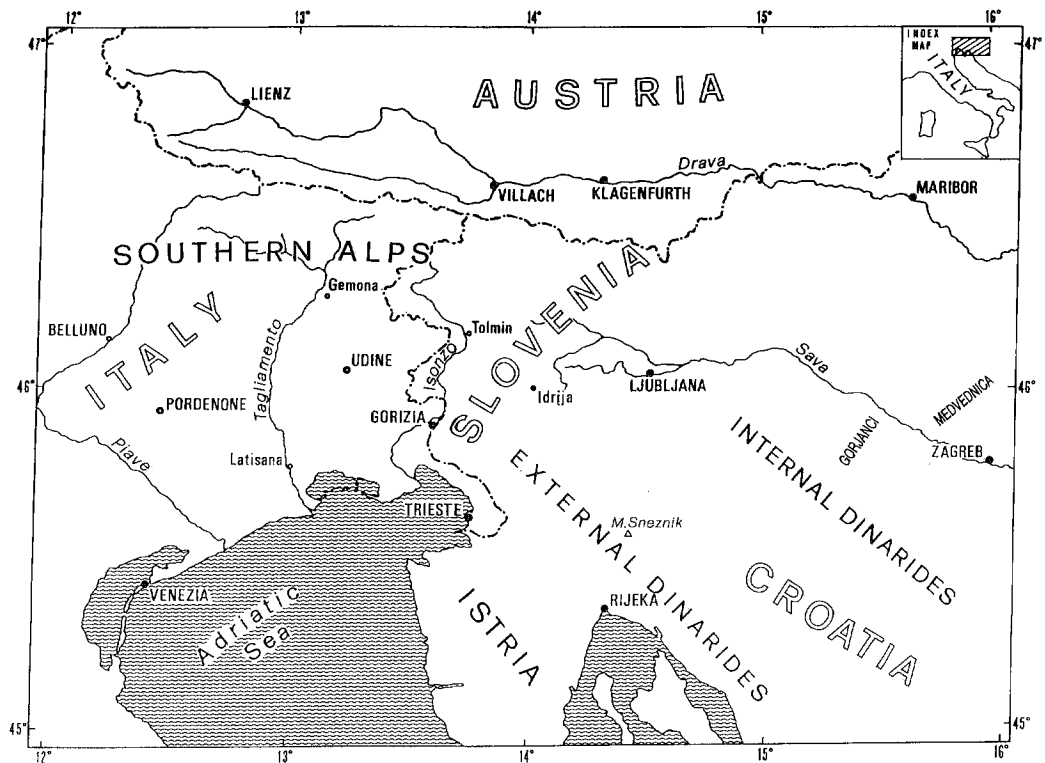 12° 13° 14° 15° 16°
47° 47°
INDEX
MAP
ITALY
AUSTRIA
LIENZ
Drava
VILLACH
KLAGENFURTH
MARIBOR
SOUTHERN ALPS
Gemona
SLOVENIA
ITALY
BELLUNO
Tagliamento
Tolmin
UDINE
Isonzo
Sava
46° 46°
PORDENONE
Idrija
LJUBLJANA
MEDVEDNICA
GORIZIA
GORJANCI
Piave
Latisana
ZAGREB
INTERNAL DINARIDES
EXTERNAL DINARIDES
TRIESTE
M.Sneznik
VENEZIA
Adriatic
Sea
ISTRIA
RIJEKA
CROATIA
45° 45°
12° 13° 14° 15° 16°